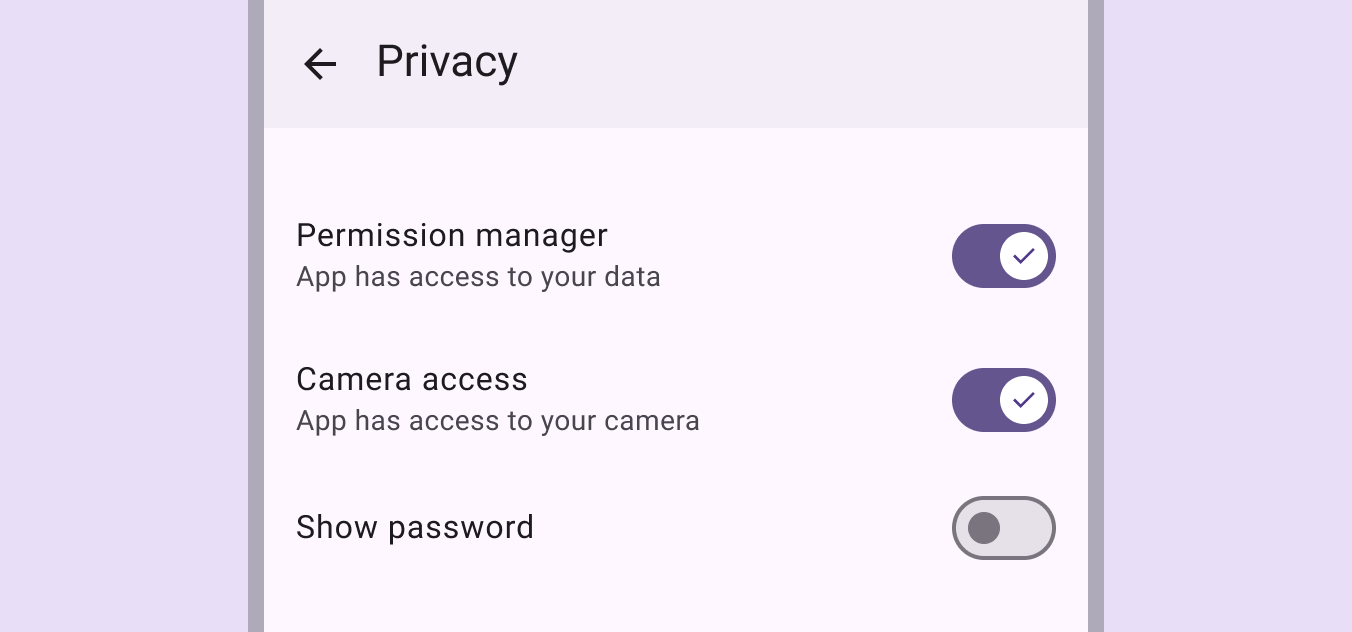 Privacy
Permission manager
App has access to your data
Camera access
App has access to your camera
Show password